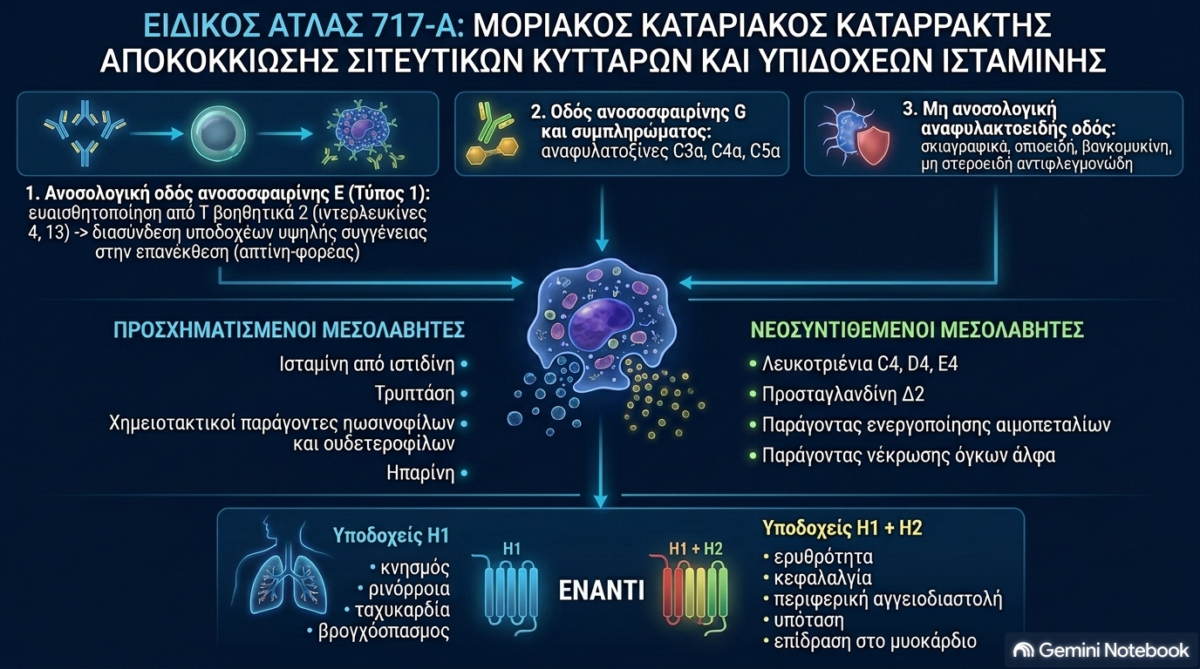 ΕΙΔΙΚΟΣ ΑΤΛΑΣ 717-Α: ΜΟΡΙΑΚΟΣ ΚΑΤΑΡΙΑΚΟΣ ΚΑΤΑΡΡΑΚΤΗΣ
ΑΠΟΚΟΚΚΙΩΣΗΣ ΣΙΤΕΥΤΙΚΩΝ ΚΥΤΤΑΡΩΝ ΚΑΙ ΥΠΙΔΟΧΕΩΝ ΙΣΤΑΜΙΝΗΣ
1. Ανοσολογική οδός ανοσοσφαιρίνης Ε (Τύπος 1):
ευαισθητοποίηση από Τ βοηθητικά 2 (ιντερλευκίνες
4, 13) -> διασύνδεση υποδοχέων υψηλής συγγένειας
στην επανέκθεση (απτίνη-φορέας)
2. Οδός ανοσοσφαιρίνης G
και συμπληρώματος:
αναφυλατοξίνες C3α, C4α, C5α
3. Μη ανοσολογική
αναφυλακτοειδής οδός:
σκιαγραφικά, οπιοειδή, βανκομυκίνη,
μη στεροειδή αντιφλεγμονώδη
ΠΡΟΣΧΗΜΑΤΙΣΜΕΝΟΙ ΜΕΣΟΛΑΒΗΤΕΣ
Ισταμίνη από ιστιδίνη •
Τρυπτάση •
Χημειοτακτικοί παράγοντες ηωσινοφίλων •
και ουδετεροφίλων
Ηπαρίνη •
ΝΕΟΣΥΝΤΙΘΕΜΕΝΟΙ ΜΕΣΟΛΑΒΗΤΕΣ
• Λευκοτριένια C4, D4, E4
• Προσταγλανδίνη Δ2
• Παράγοντας ενεργοποίησης αιμοπεταλίων
• Παράγοντας νέκρωσης όγκων άλφα
Υποδοχείς Η1
• κνησμός
• ρινόρροια
• ταχυκαρδία
• βρογχόσπασμος
H1
ΕΝΑΝΤΙ
H1 + H2
Υποδοχείς Η1 + Η2
• ερυθρότητα
• κεφαλαλγία
• περιφερική αγγειοδιαστολή
• υπόταση
• επίδραση στο μυοκάρδιο
Gemini Notebook